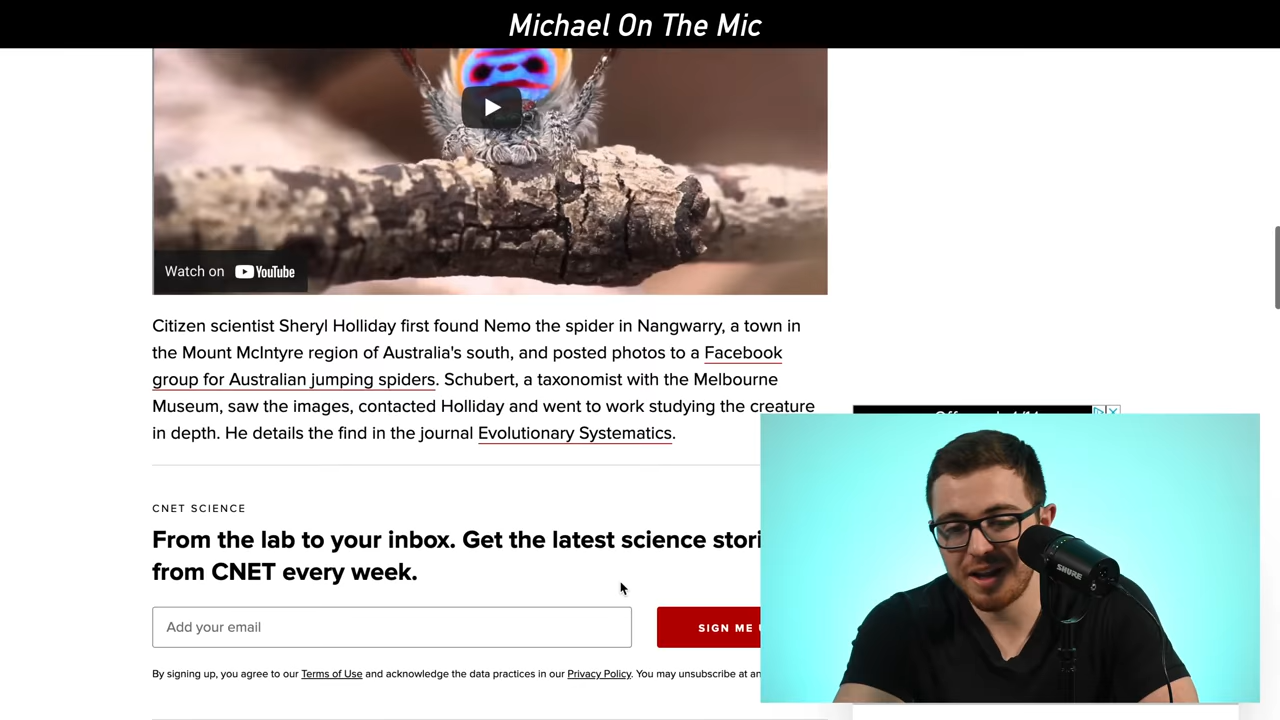 Michael On The Mic
Watch on YouTube
Citizen scientist Sheryl Holliday first found Nemo the spider in Nangwarry, a town in
the Mount McIntyre region of Australia's south, and posted photos to a Facebook
group for Australian jumping spiders. Schubert, a taxonomist with the Melbourne
Museum, saw the images, contacted Holliday and went to work studying the creature
in depth. He details the find in the journal Evolutionary Systematics.
CNET SCIENCE
From the lab to your inbox. Get the latest science stori
from CNET every week.
Add your email
SIGN ME
By signing up, you agree to our Terms of Use and acknowledge the data practices in our Privacy Policy. You may unsubscribe at an
SHURE